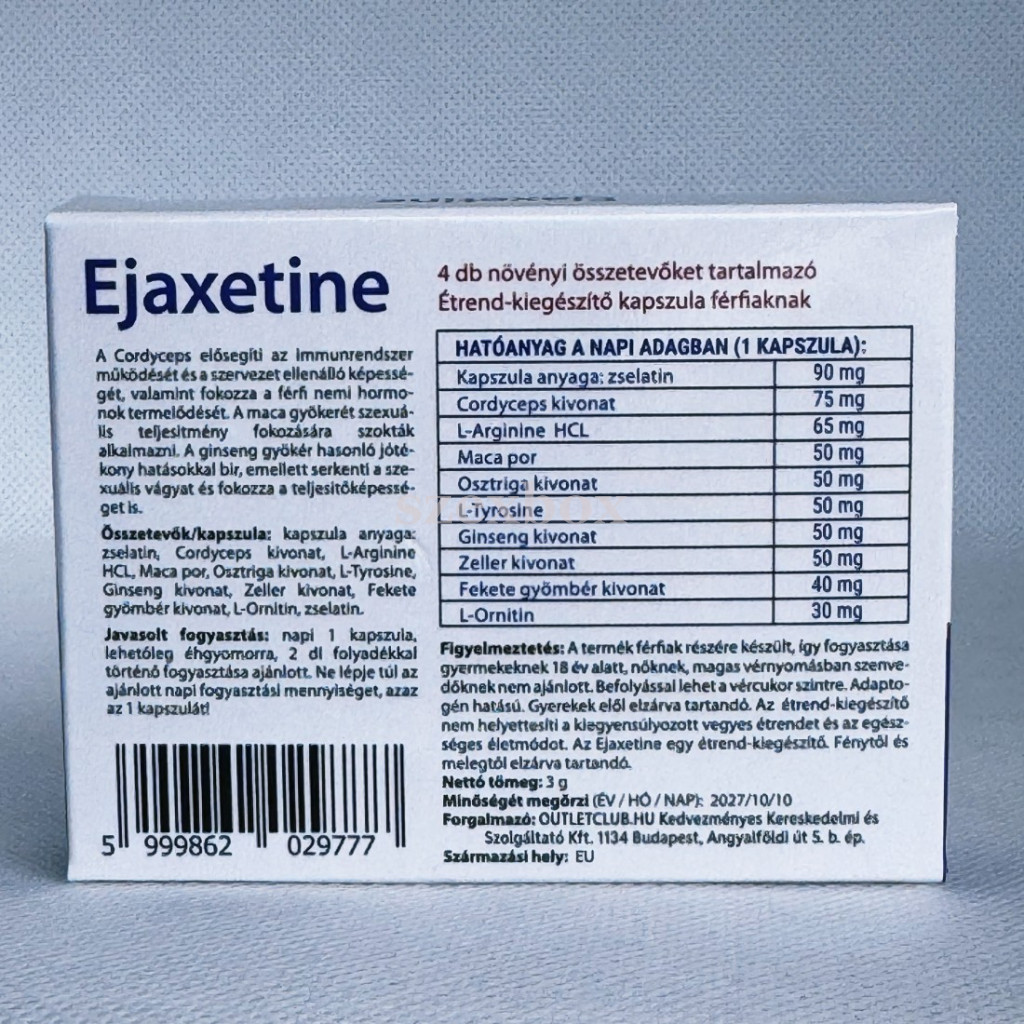 Ejaxetine
Ejaxetine
A Cordyceps elősegíti az immunrendszer
működését és a szervezet ellenálló képessé-
gét, valamint fokozza a férfi nemi hormo-
nok termelődését. A maca gyökerét szexuá-
lis teljesítmény fokozására szokták
alkalmazni. A ginseng gyökér hasonló jóté-
kony hatásokkal bír, emellett serkenti a sze-
xuális vágyat és fokozza a teljesítőképessé-
get is.
Összetevők/kapszula: kapszula anyaga:
zselatin, Cordyceps kivonat, L-Arginine
HCL, Maca por, Osztriga kivonat, L-Tyrosine,
Ginseng kivonat, Zeller kivonat, Fekete
gyömbér kivonat, L-Ornitin, zselatin.
Javasolt fogyasztás: napi 1 kapszula,
lehetőleg éhgyomorra, 2 dl folyadékkal
történő fogyasztása ajánlott. Ne lépje túl az
ajánlott napi fogyasztási mennyiséget, azaz
az 1 kapszulát!
5 999862 029777
4 db növényi összetevőket tartalmazó
Étrend-kiegészítő kapszula férfiaknak
HATÓANYAG A NAPI ADAGBAN (1 KAPSZULA):
Kapszula anyaga: zselatin 90 mg
Cordyceps kivonat 75 mg
L-Arginine HCL 65 mg
Maca por 50 mg
Osztriga kivonat 50 mg
L-Tyrosine 50 mg
Ginseng kivonat 50 mg
Zeller kivonat 50 mg
Fekete gyömbér kivonat 40 mg
L-Ornitin 30 mg
szenbox
Figyelmeztetés: A termék férfiak részére készült, így fogyasztása
gyermekeknek 18 év alatt, nőknek, magas vérnyomásban szenve-
dőknek nem ajánlott. Befolyással lehet a vércukor szintre. Adapto-
gén hatású. Gyerekek elől elzárva tartandó. Az étrend-kiegészítő
nem helyettesíti a kiegyensúlyozott vegyes étrendet és az egész-
séges életmódot. Az Ejaxetine egy étrend-kiegészítő. Fénytől és
melegtől elzárva tartandó.
Nettó tömeg: 3 g
Minőségét megőrzi (ÉV / HÓ / NAP): 2027/10/10
Forgalmazó: OUTLETCLUB.HU Kedvezményes Kereskedelmi és
Szolgáltató Kft. 1134 Budapest, Angyalföldi út 5. b. ép.
Származási hely: EU